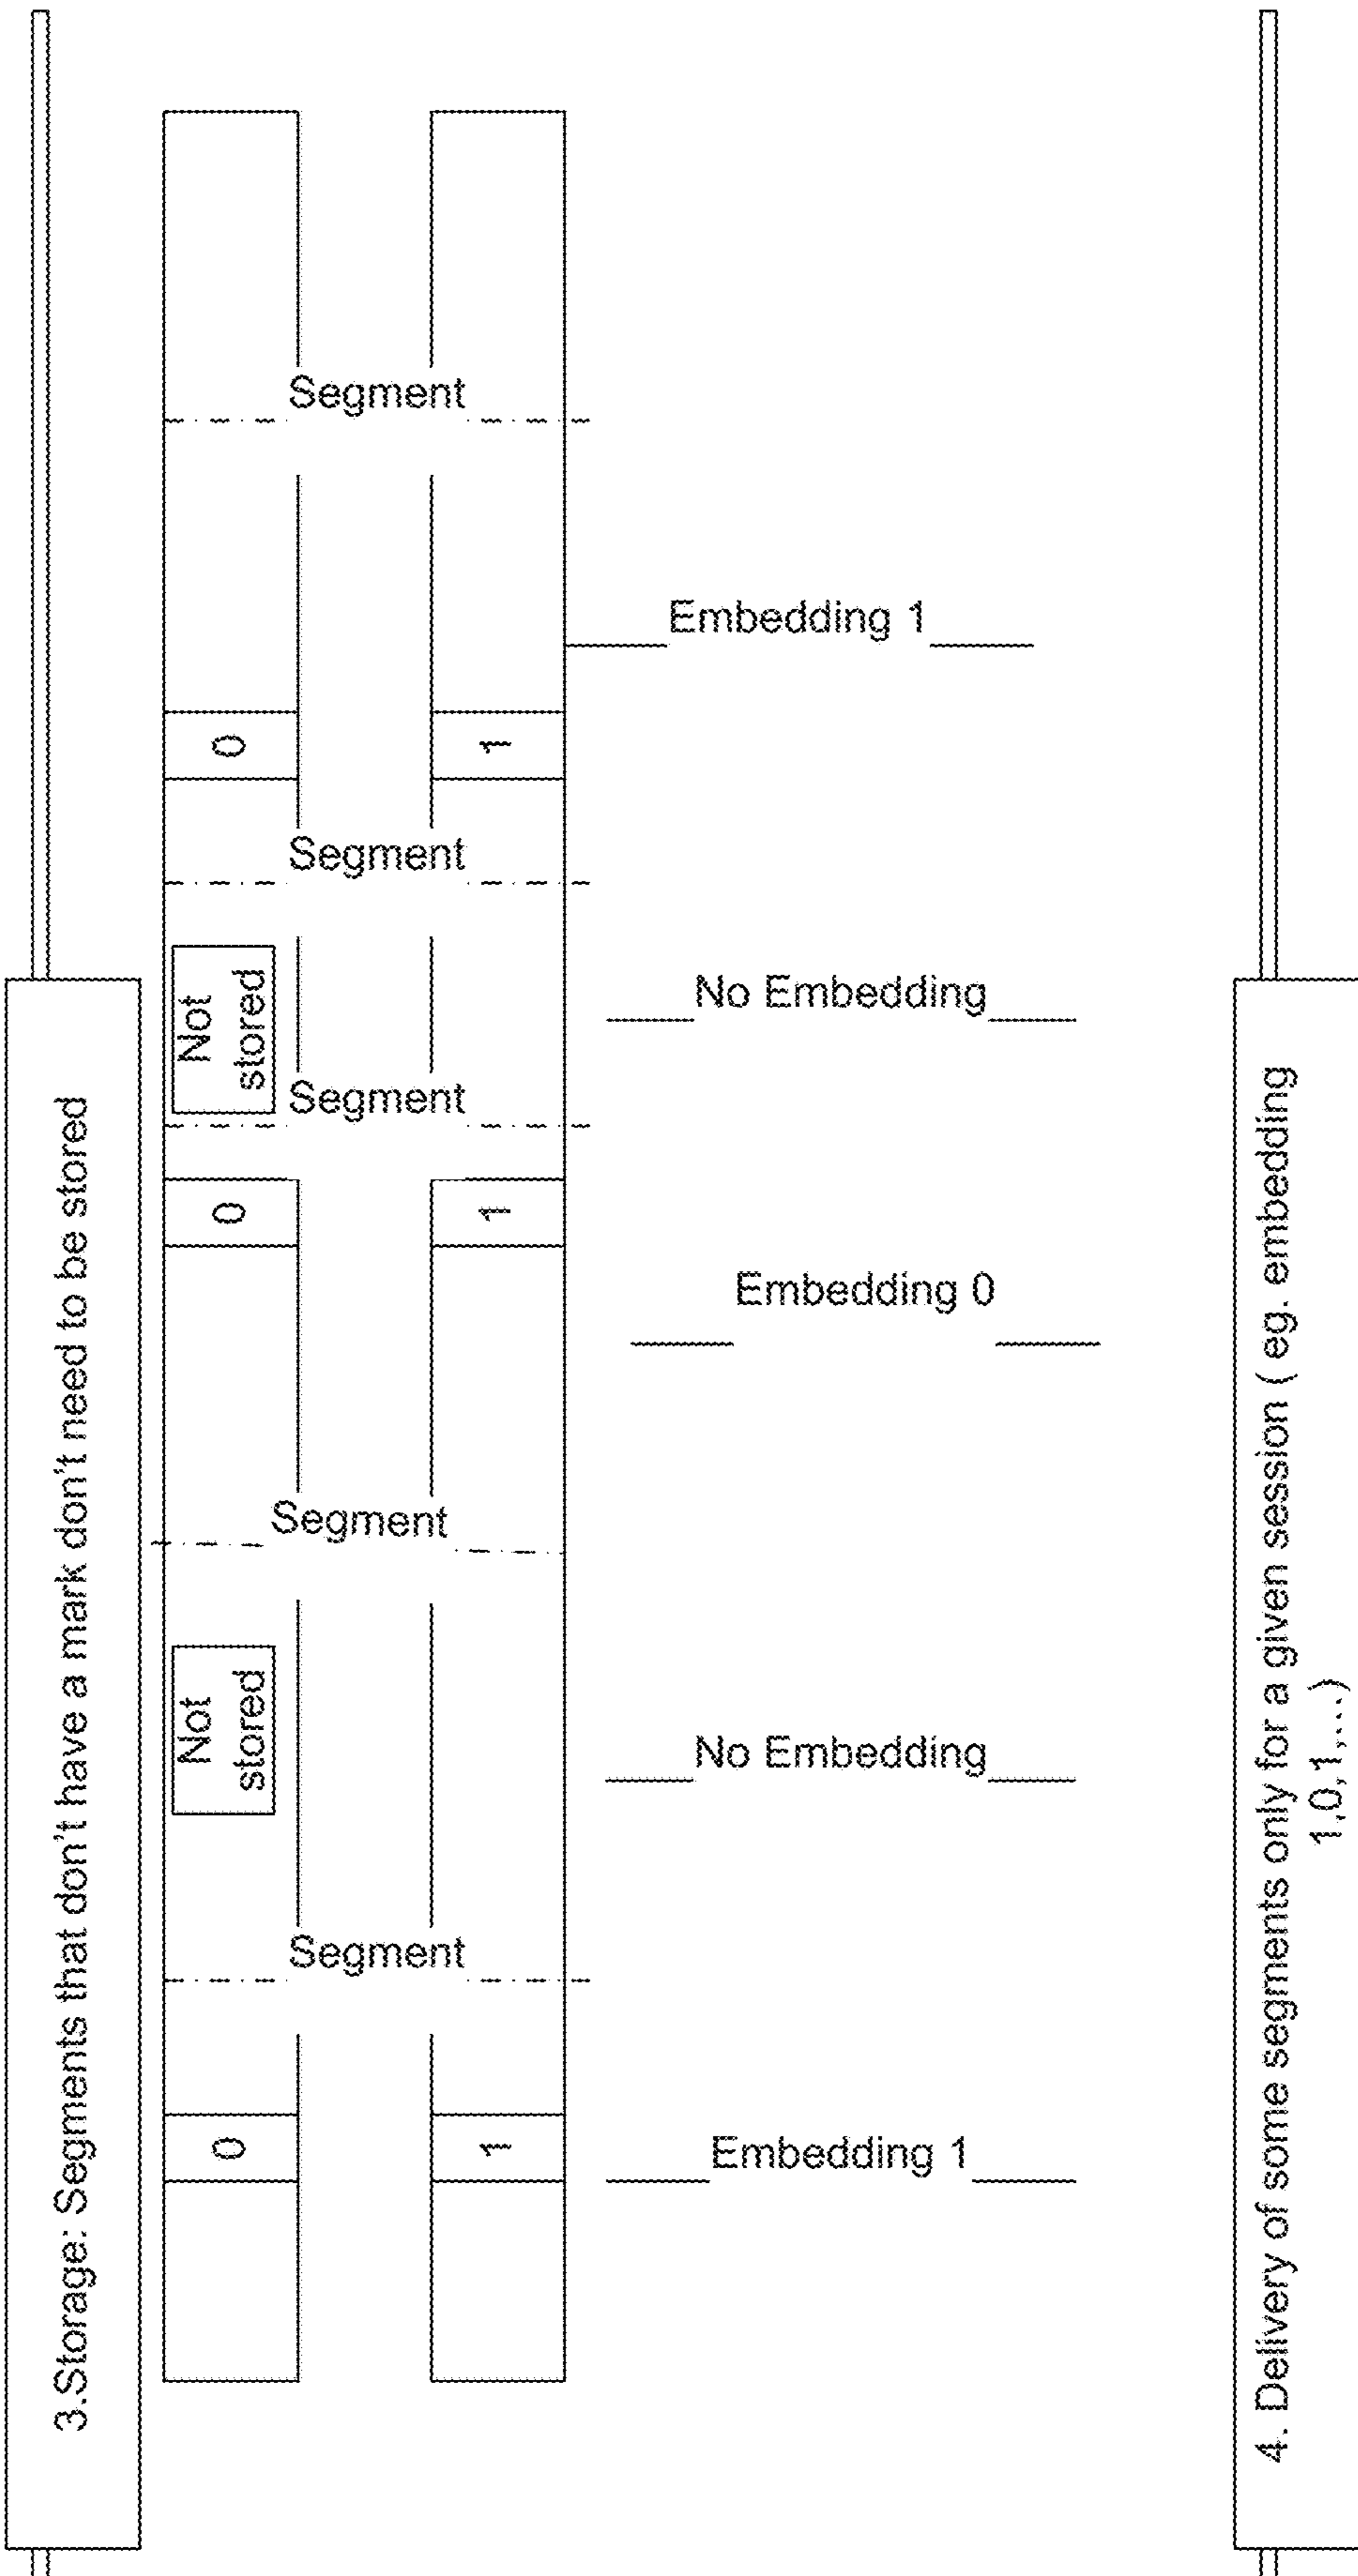 3.Storage: Segments that don't have a mark don't need to be stored
0
Not
stored
0
Not
stored
0
Segment
Segment
Segment
Segment
Segment
1
1
1
Embedding 1
No Embedding
Embedding 0
No Embedding
Embedding 1
4. Delivery of some segments only for a given session ( eg. embedding
1,0,1,...)